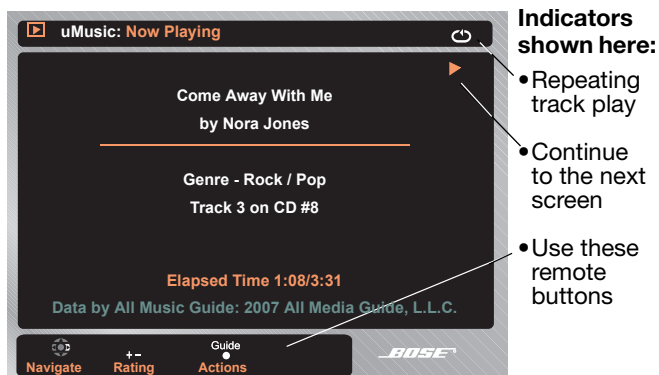 uMusic: Now Playing
Come Away With Me
by Nora Jones
Genre - Rock / Pop
Track 3 on CD #8
Elapsed Time 1:08/3:31
Data by All Music Guide: 2007 All Media Guide, L.L.C.
Navigate
+ -
Rating
Guide
Actions
BOSE
Indicators
shown here:
•Repeating
track play
•Continue
to the next
screen
•Use these
remote
buttons